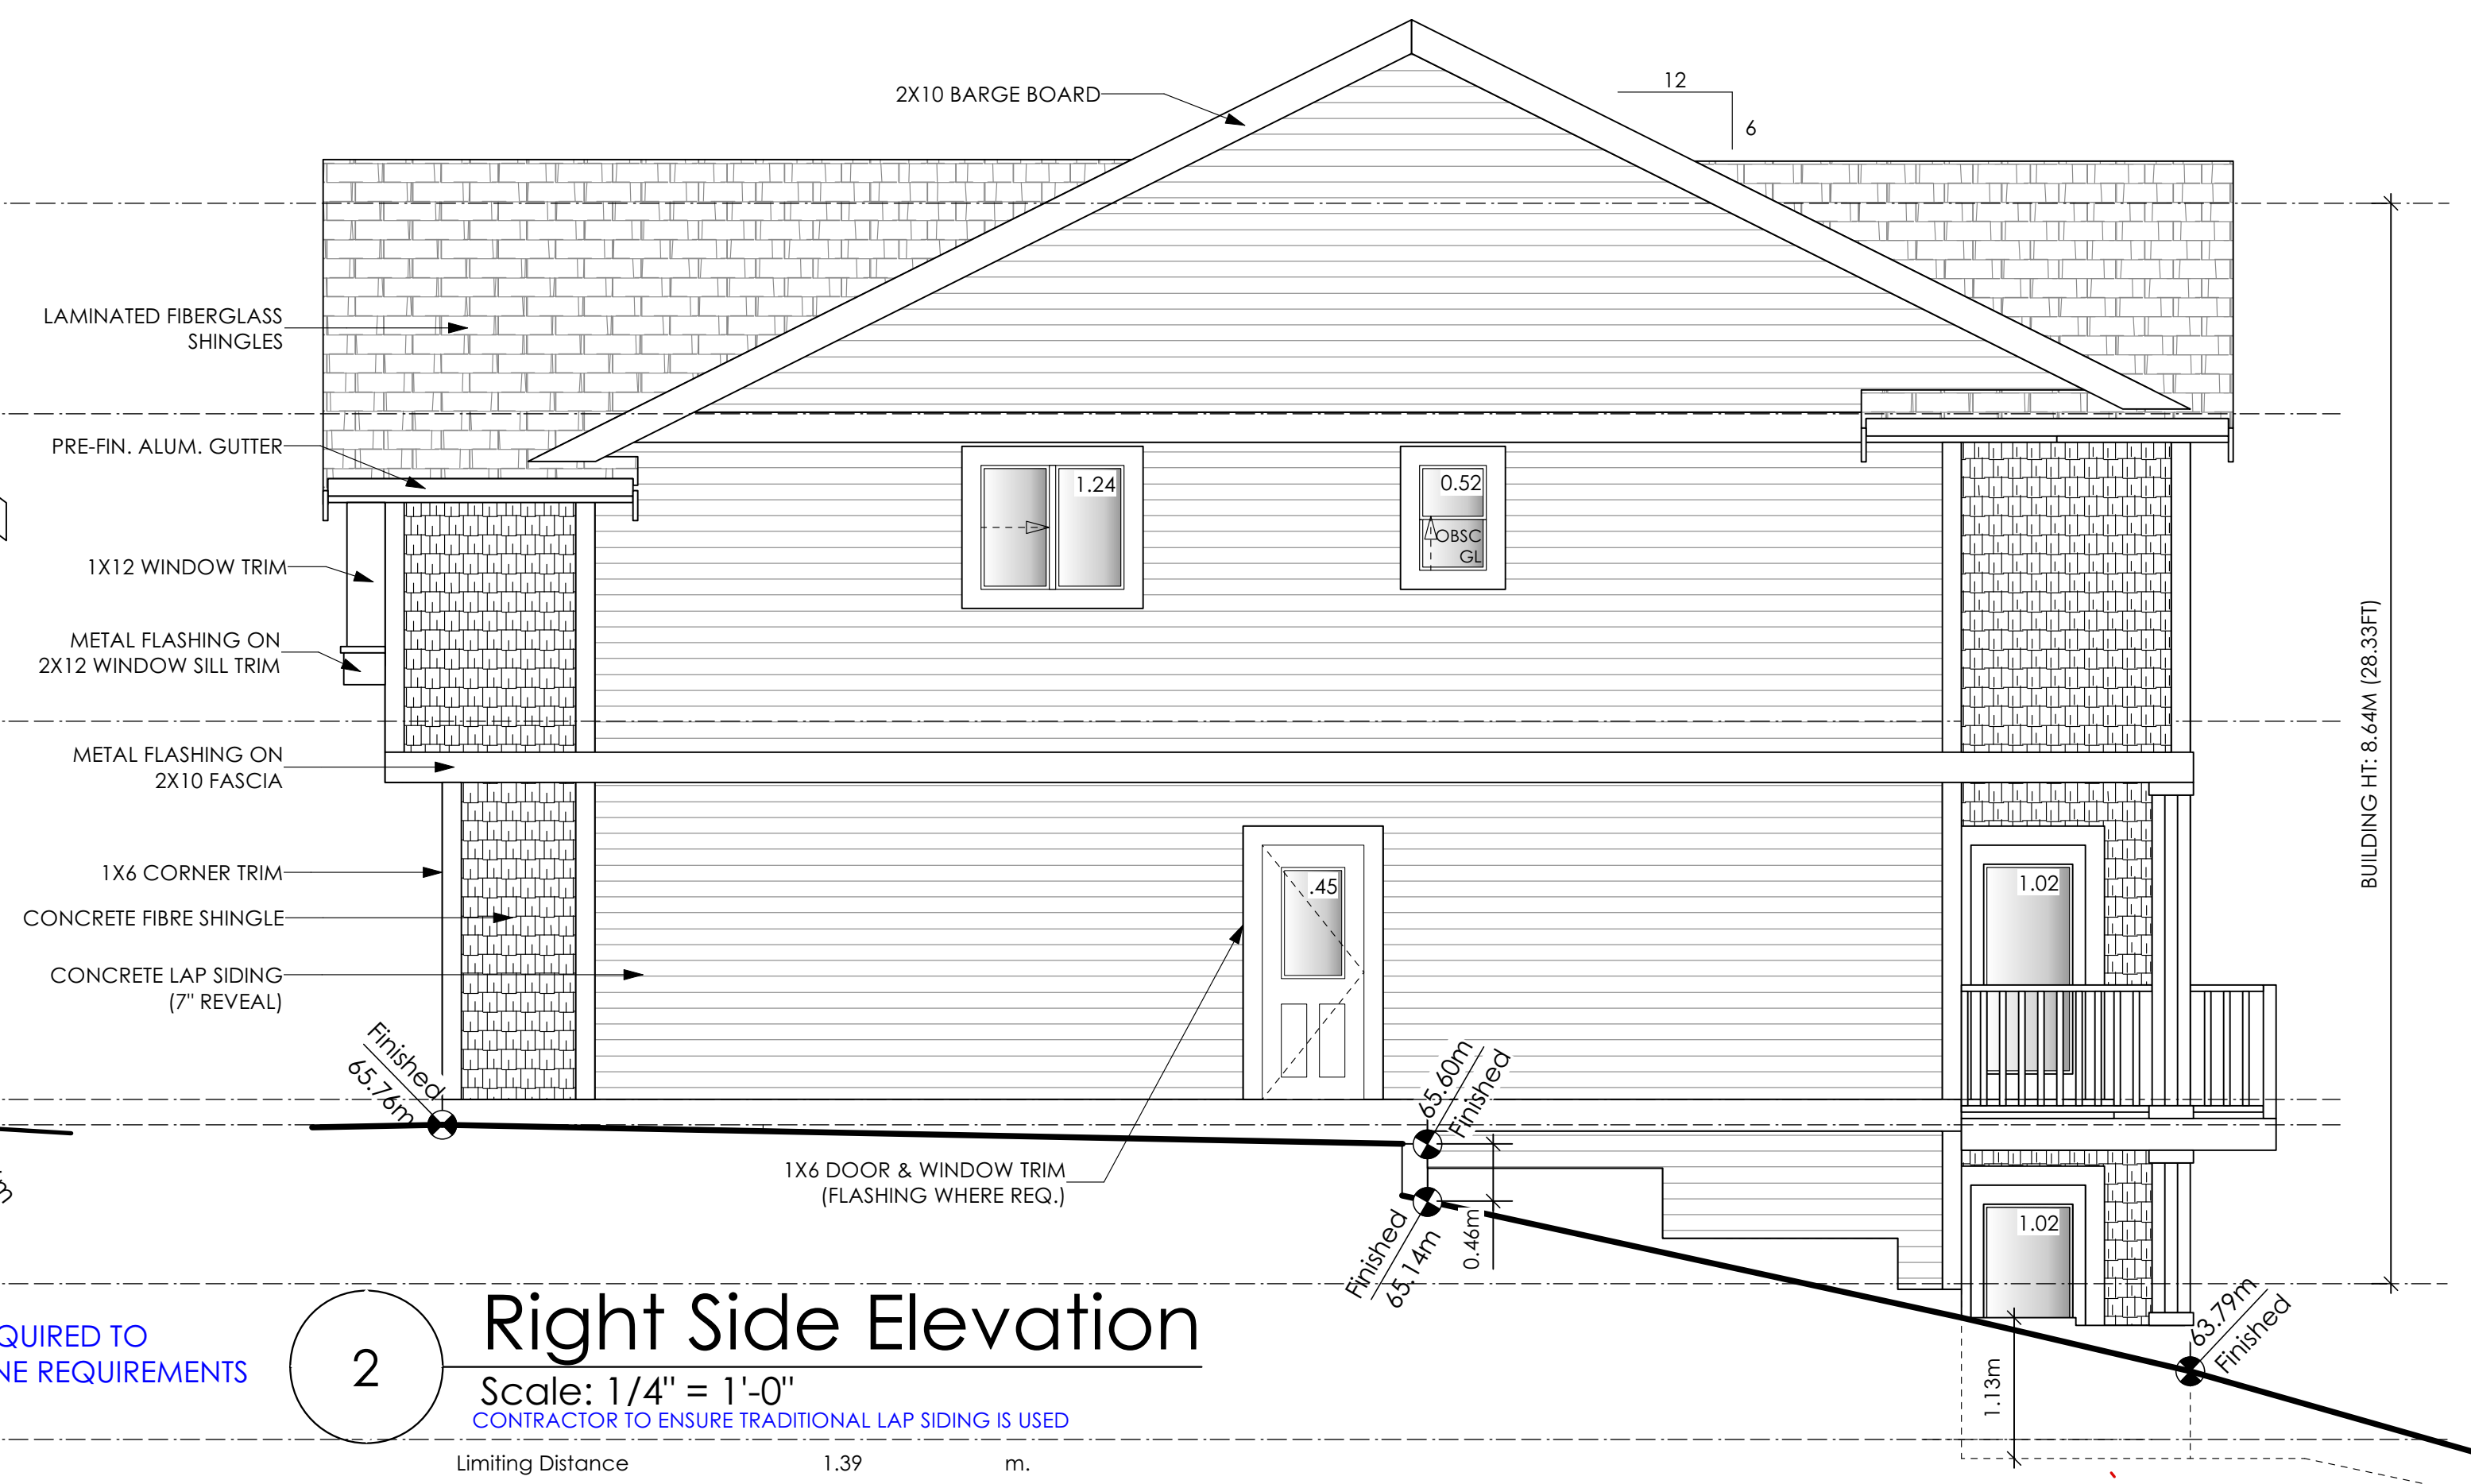 2X10 BARGE BOARD
12
6
LAMINATED FIBERGLASS
SHINGLES
PRE-FIN. ALUM. GUTTER
1.24
0.52
OBSC
GL
1X12 WINDOW TRIM
METAL FLASHING ON
2X12 WINDOW SILL TRIM
BUILDING HT: 8.64M (28.33FT)
METAL FLASHING ON
2X10 FASCIA
1X6 CORNER TRIM
.45
1.02
CONCRETE FIBRE SHINGLE
CONCRETE LAP SIDING
(7" REVEAL)
Finished
65.76m
65.60m
Finished
1X6 DOOR & WINDOW TRIM
(FLASHING WHERE REQ.)
Finished
65.14m
0.46m
1.02
63.79m
Finished
1.13m
QUIRED TO
NE REQUIREMENTS
2
Right Side Elevation
Scale: 1/4" = 1'-0"
CONTRACTOR TO ENSURE TRADITIONAL LAP SIDING IS USED
Limiting Distance 1.39 m.